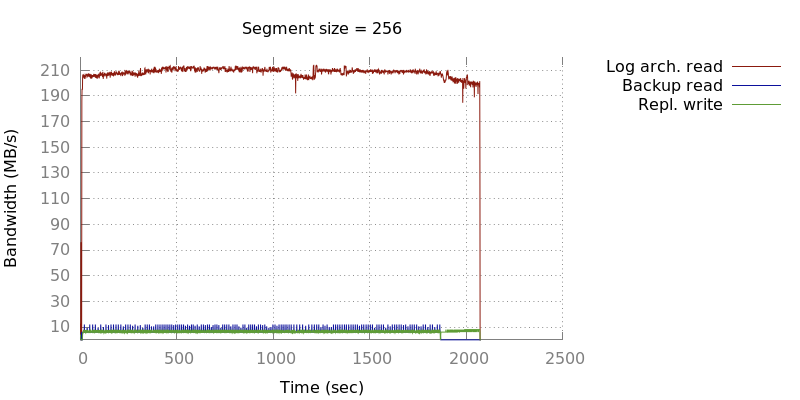 Segment size = 256
Log arch. read
Backup read
Repl. write
Bandwidth (MB/s)
210
190
170
150
130
110
90
70
50
30
10
0 500 1000 1500 2000 2500
Time (sec)